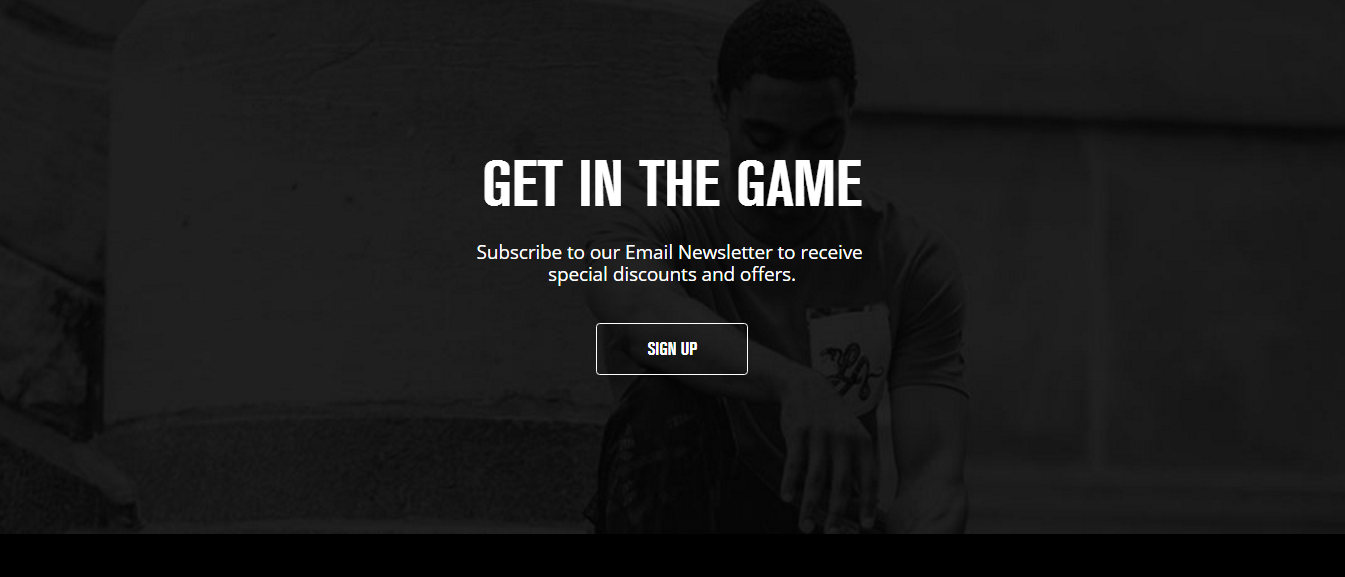 GET IN THE GAME
Subscribe to our Email Newsletter to receive
special discounts and offers.
SIGN UP